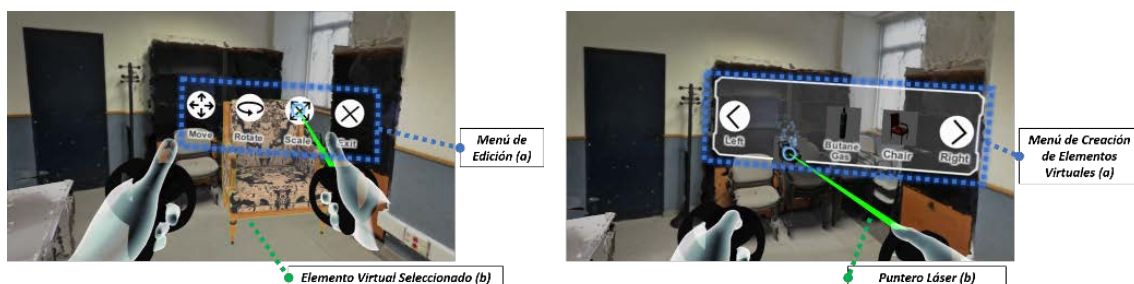 Move
Rotate
Scale
Exit
Menú de
Edición (a)
Elemento Virtual Seleccionado (b)
Left
Butane
Gas
Chair
Right
Menú de Creación
de Elementos
Virtuales (a)
Puntero Láser (b)